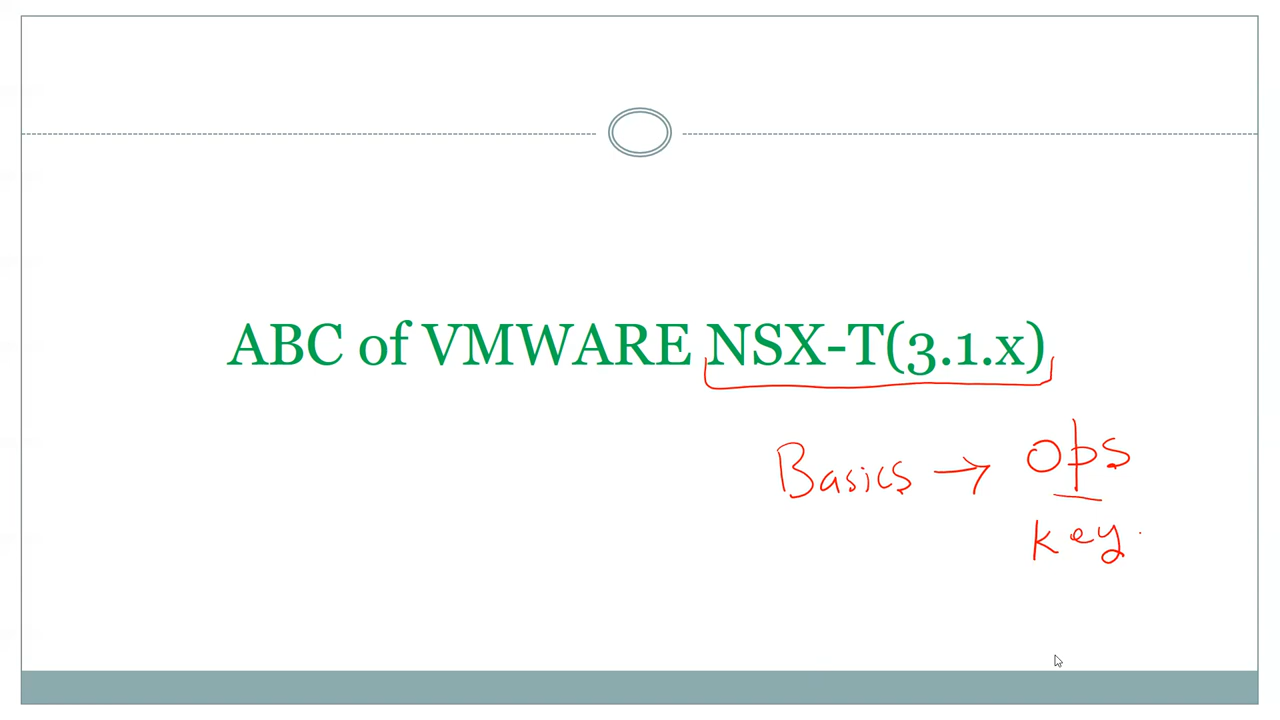 ABC of VMWARE NSX-T(3.1.x)
Basics → Ops
key